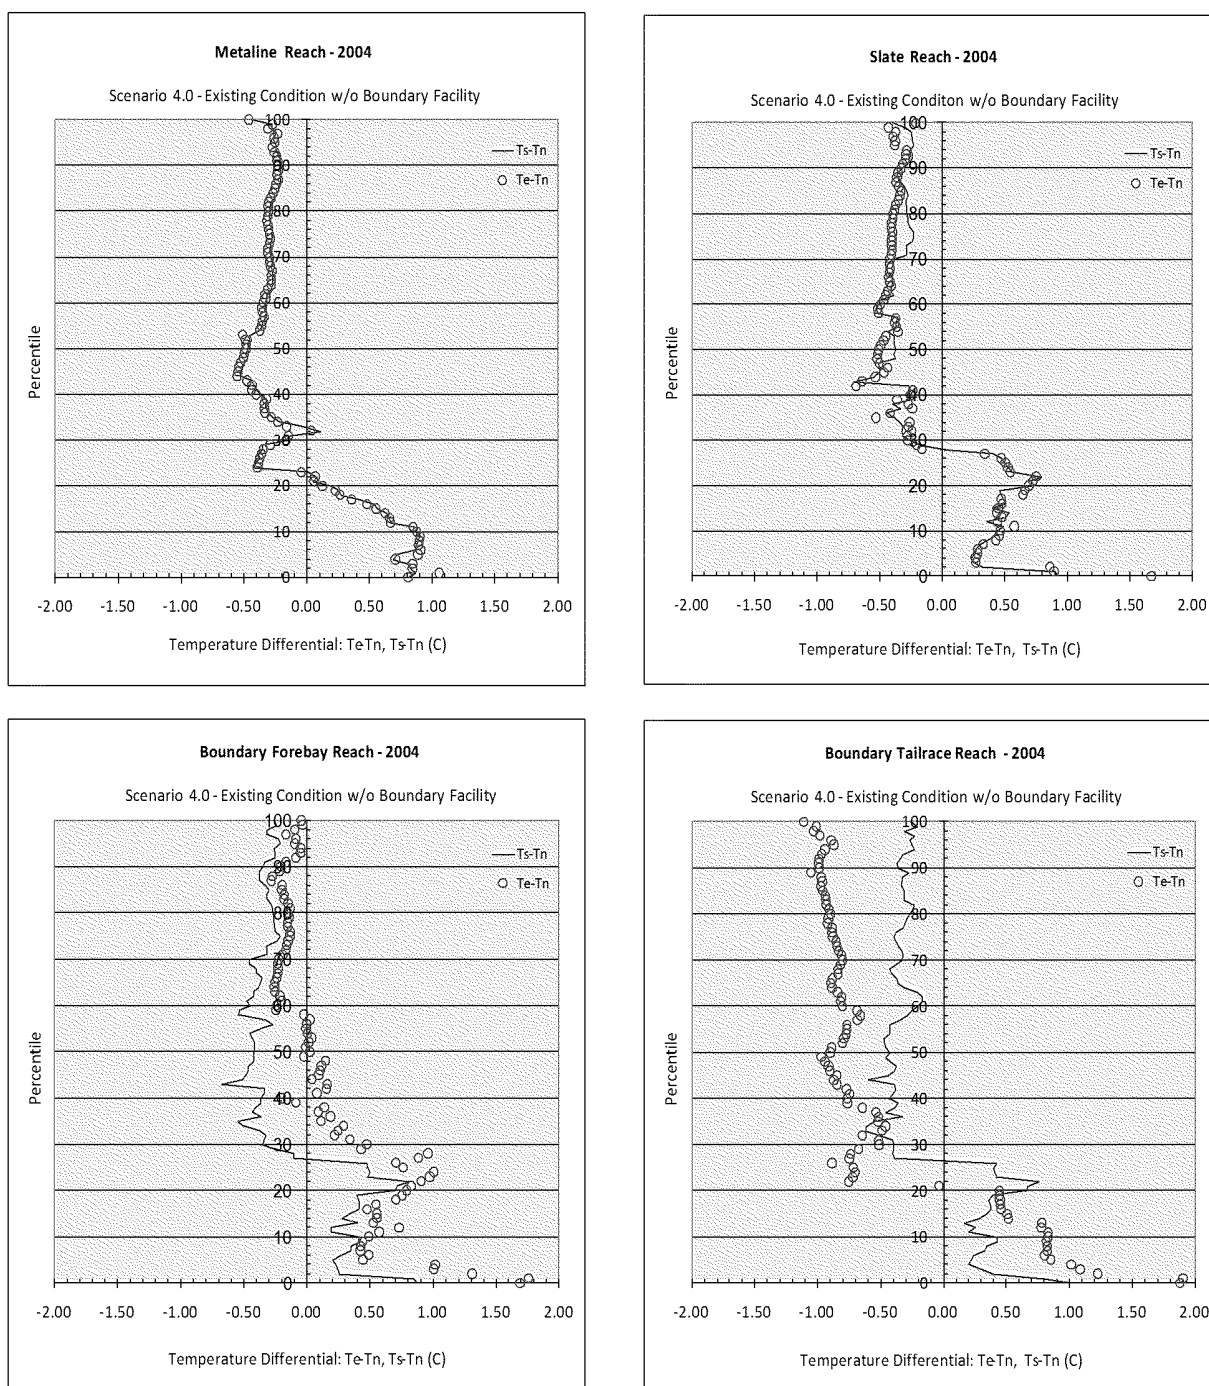 Metaline Reach - 2004
Scenario 4.0 - Existing Condition w/o Boundary Facility
100
90
80
70
60
50
40
30
20
10
0
Ts-Tn
Te-Tn
Percentile
-2.00 -1.50 -1.00 -0.50 0.00 0.50 1.00 1.50 2.00
Temperature Differential: Te-Tn, Ts-Tn (C)
Slate Reach - 2004
Scenario 4.0 - Existing Conditon w/o Boundary Facility
100
90
80
70
60
50
40
30
20
10
0
Ts-Tn
Te-Tn
Percentile
-2.00 -1.50 -1.00 -0.50 0.00 0.50 1.00 1.50 2.00
Temperature Differential: Te-Tn, Ts-Tn (C)
Boundary Forebay Reach - 2004
Scenario 4.0 - Existing Condition w/o Boundary Facility
100
90
80
70
60
50
40
30
20
10
0
Ts-Tn
Te-Tn
Percentile
-2.00 -1.50 -1.00 -0.50 0.00 0.50 1.00 1.50 2.00
Temperature Differential: Te-Tn, Ts-Tn (C)
Boundary Tailrace Reach - 2004
Scenario 4.0 - Existing Condition w/o Boundary Facility
100
90
80
70
60
50
40
30
20
10
0
Ts-Tn
Te-Tn
Percentile
-2.00 -1.50 -1.00 -0.50 0.00 0.50 1.00 1.50 2.00
Temperature Differential: Te-Tn, Ts-Tn (C)